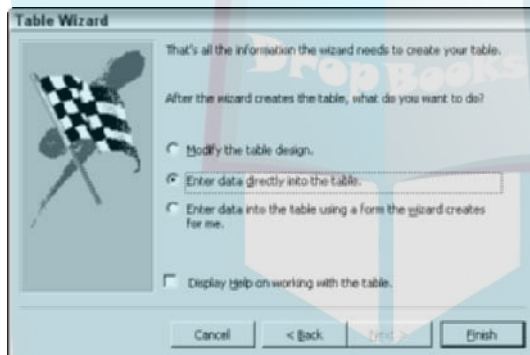 Table Wizard
That's all the information the wizard needs to create your table.
DropBooks
After the wizard creates the table, what do you want to do?
Modify the table design.
Enter data directly into the table.
Enter data into the table using a form the wizard creates
for me.
Display Help on working with the table.
Cancel
< Back
Next >
Finish